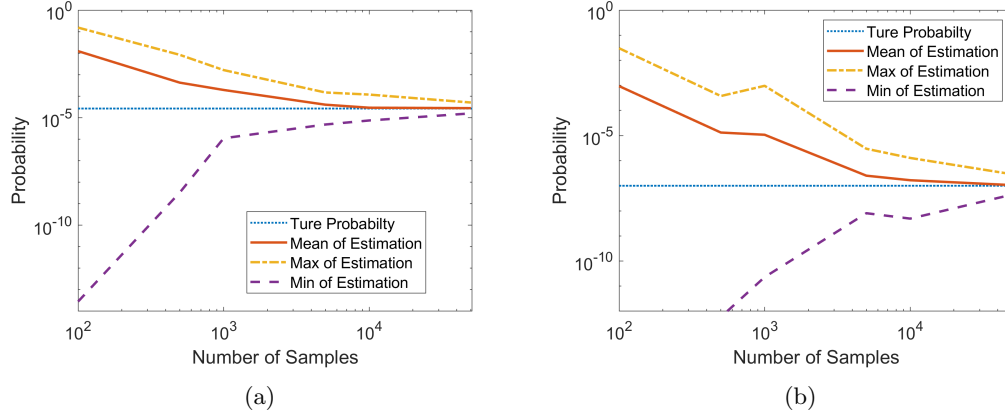 10^0
10^-5
10^-10
Probability
Ture Probabilty
Mean of Estimation
Max of Estimation
Min of Estimation
10^2
10^3
10^4
Number of Samples
(a)
10^0
10^-5
10^-10
Probability
Ture Probabilty
Mean of Estimation
Max of Estimation
Min of Estimation
10^2
10^3
10^4
Number of Samples
(b)